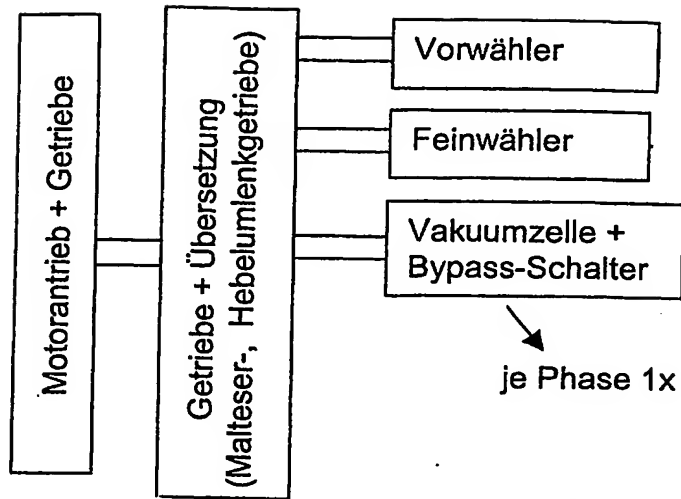 Motorantrieb + Getriebe
Getriebe + Übersetzung
(Malteser-, Hebelumlenkgetriebe)
Vorwähler
Feinwähler
Vakuumzelle +
Bypass-Schalter
je Phase 1x